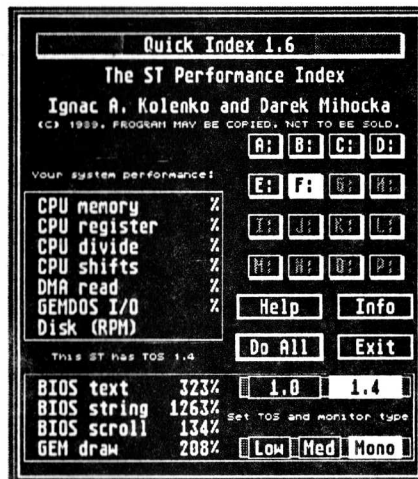 Quick Index 1.6
The ST Performance Index
Ignac A. Kolenko and Darek Mihocka
(C) 1989. PROGRAM MAY BE COPIED, NOT TO BE SOLD.
A: B: C: D:
Your system performance:
E: F: G: H:
CPU memory %
CPU register %
I: J: K: L:
CPU divide %
CPU shifts %
M: N: O: P:
DMA read %
GEMDOS I/O %
Help Info
Disk (RPM)
This ST has TOS 1.4
Do All Exit
BIOS text 323%
1.0 1.4
BIOS string 1263%
Set TOS and monitor type
BIOS scroll 134%
GEM draw 208%
Low Med Mono